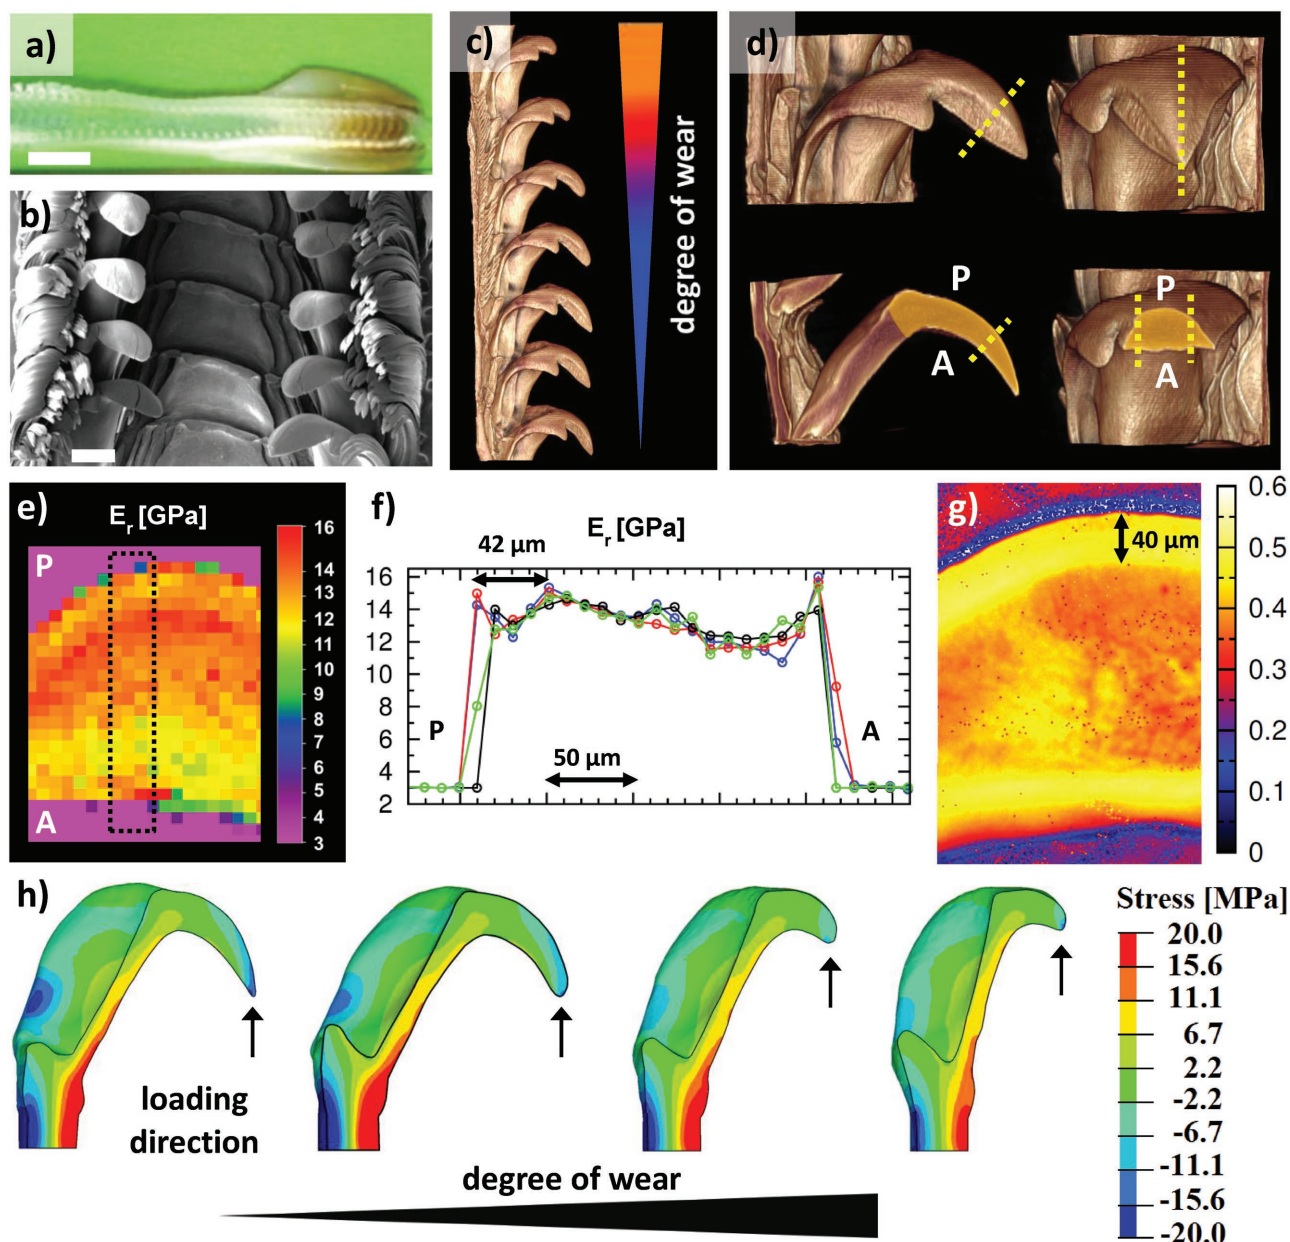 a)
b)
c)
degree of wear
d)
P
A
P
A
e)
Er [GPa]
P
A
16
14
13
12
11
10
9
8
7
6
5
4
3
f)
Er [GPa]
42 µm
16
14
12
10
8
6
4
2
P
A
50 µm
g)
40 µm
0.6
0.5
0.4
0.3
0.2
0.1
0
h)
loading
direction
degree of wear
Stress [MPa]
20.0
15.6
11.1
6.7
2.2
-2.2
-6.7
-11.1
-15.6
-20.0